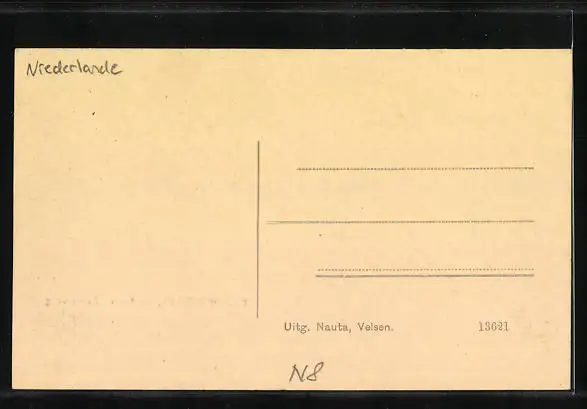 Niederlande
Uitg. Nauta, Velsen. 13621
N8